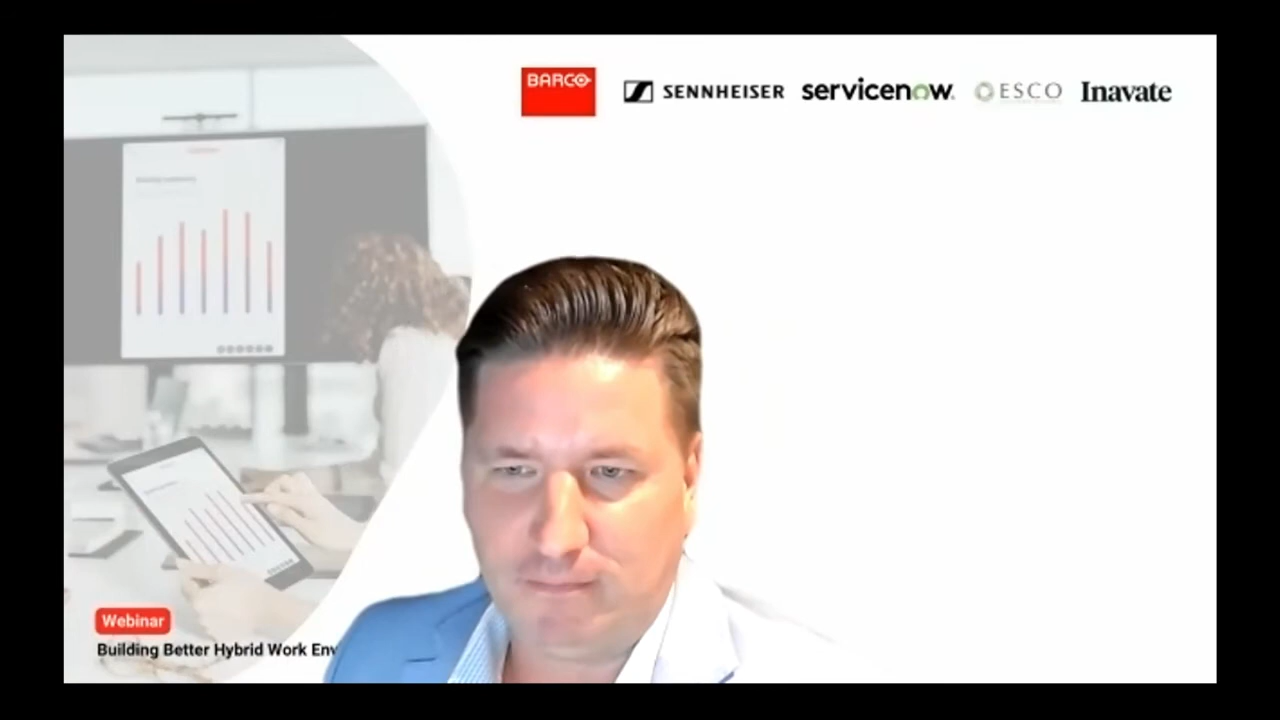 BARCO
SENNHEISER
servicenow.
ESCO
Inavate
Webinar
Building Better Hybrid Work Env